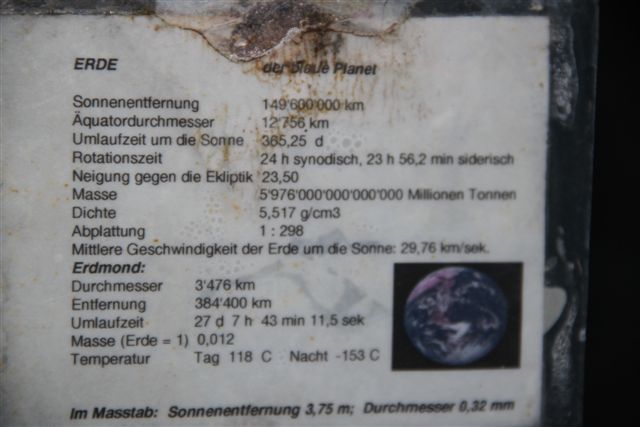 ERDE der blaue Planet
Sonnenentfernung 149'600'000 km
Äquatordurchmesser 12'756 km
Umlaufzeit um die Sonne 365,25 d
Rotationszeit 24 h synodisch, 23 h 56,2 min siderisch
Neigung gegen die Ekliptik 23,50
Masse 5'976'000'000'000'000 Millionen Tonnen
Dichte 5,517 g/cm3
Abplattung 1 : 298
Mittlere Geschwindigkeit der Erde um die Sonne: 29,76 km/sek.
Erdmond:
Durchmesser 3'476 km
Entfernung 384'400 km
Umlaufzeit 27 d 7 h 43 min 11,5 sek
Masse (Erde = 1) 0,012
Temperatur Tag 118 C Nacht -153 C
Im Masstab: Sonnenentfernung 3,75 m; Durchmesser 0,32 mm